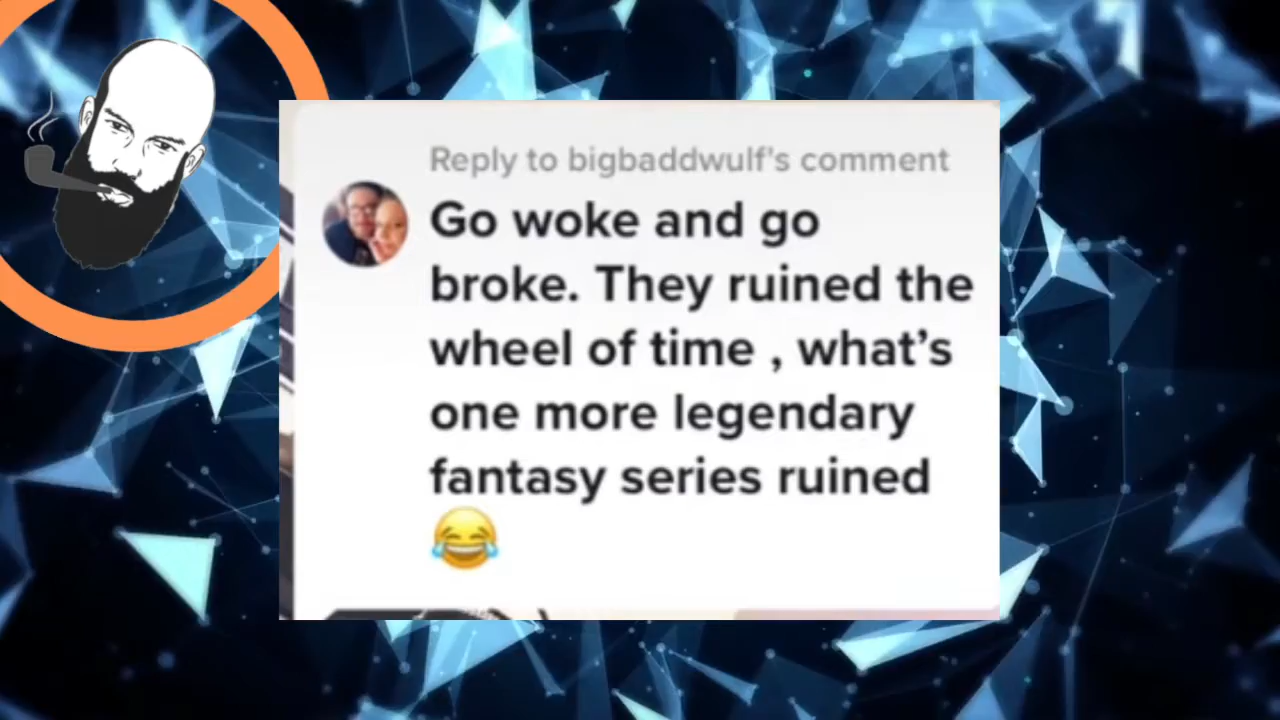 Reply to bigbaddwulf's comment
Go woke and go
broke. They ruined the
wheel of time , what’s
one more legendary
fantasy series ruined
😂